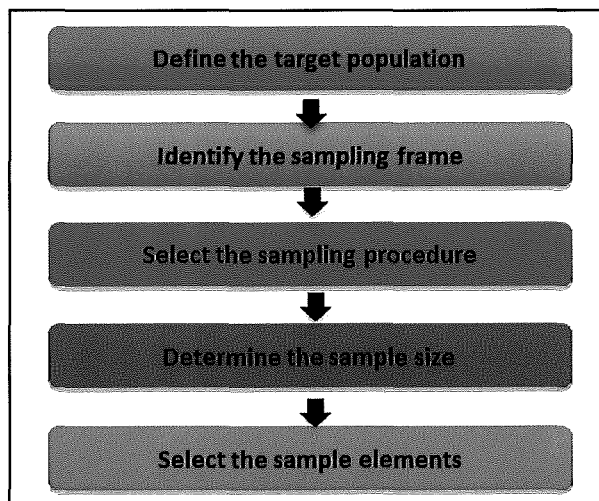 Define the target population
Identify the sampling frame
Select the sampling procedure
Determine the sample size
Select the sample elements